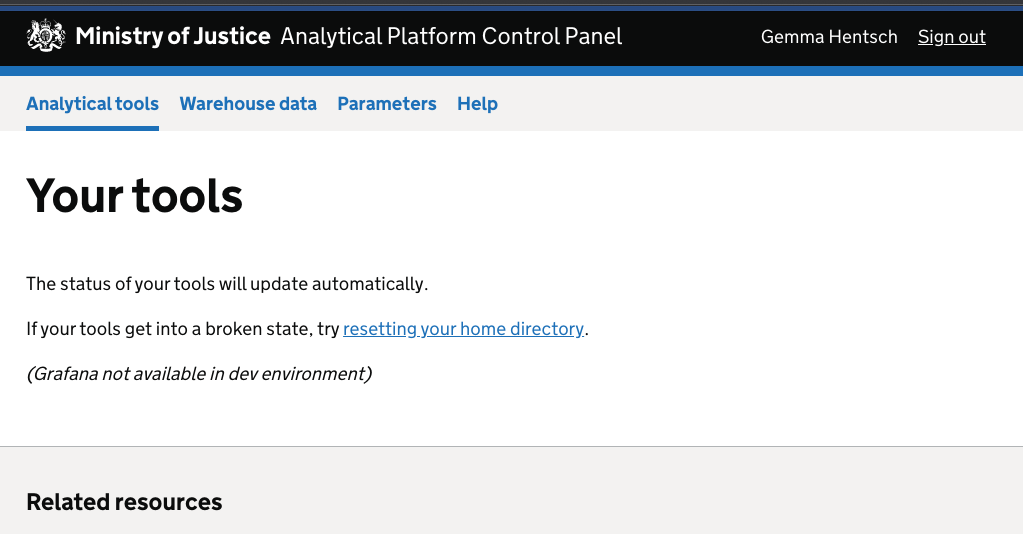 Ministry of Justice Analytical Platform Control Panel Gemma Hentsch Sign out
Analytical tools Warehouse data Parameters Help
Your tools
The status of your tools will update automatically.
If your tools get into a broken state, try resetting your home directory.
(Grafana not available in dev environment)
Related resources